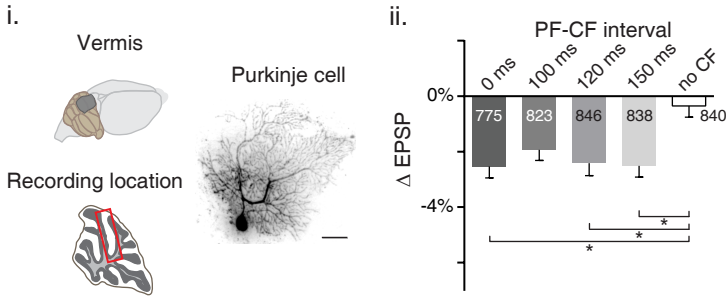 i.
Vermis
Purkinje cell
Recording location
ii.
PF-CF interval
0 ms
100 ms
120 ms
150 ms
no CF
0%
775
823
846
838
840
Δ EPSP
-4%
*
*
*